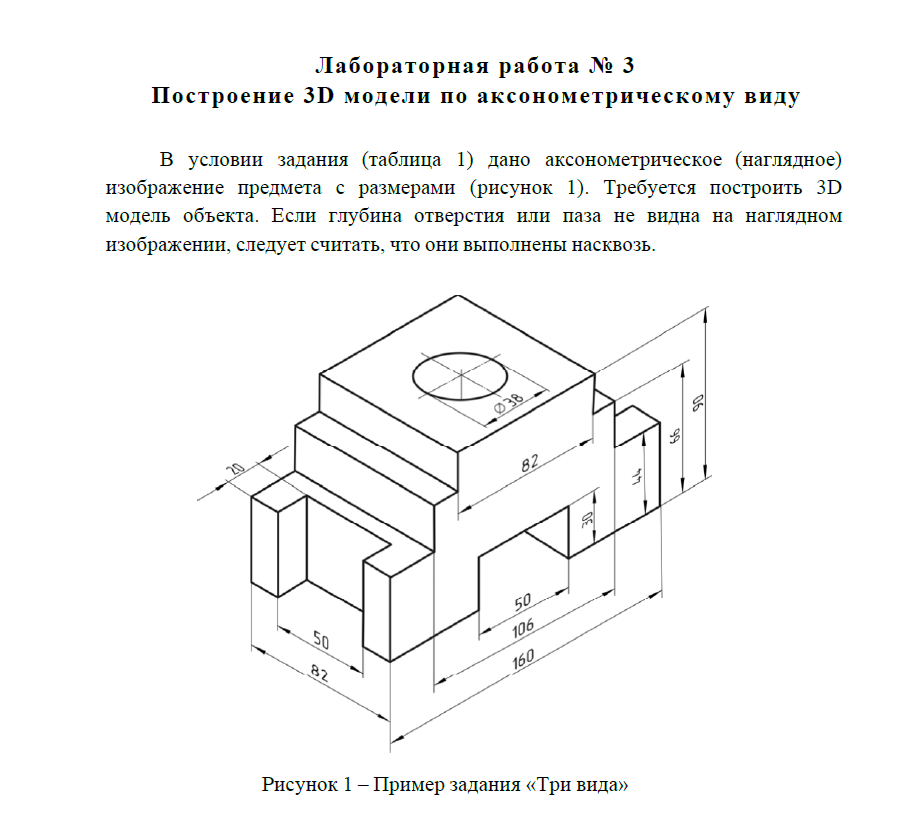 Лабораторная работа № 3
Построение 3D модели по аксонометрическому виду
В условии задания (таблица 1) дано аксонометрическое (наглядное)
изображение предмета с размерами (рисунок 1). Требуется построить 3D
модель объекта. Если глубина отверстия или паза не видна на наглядном
изображении, следует считать, что они выполнены насквозь.
Ø38
90
66
82
44
20
30
50
106
50
160
82
Рисунок 1 – Пример задания «Три вида»